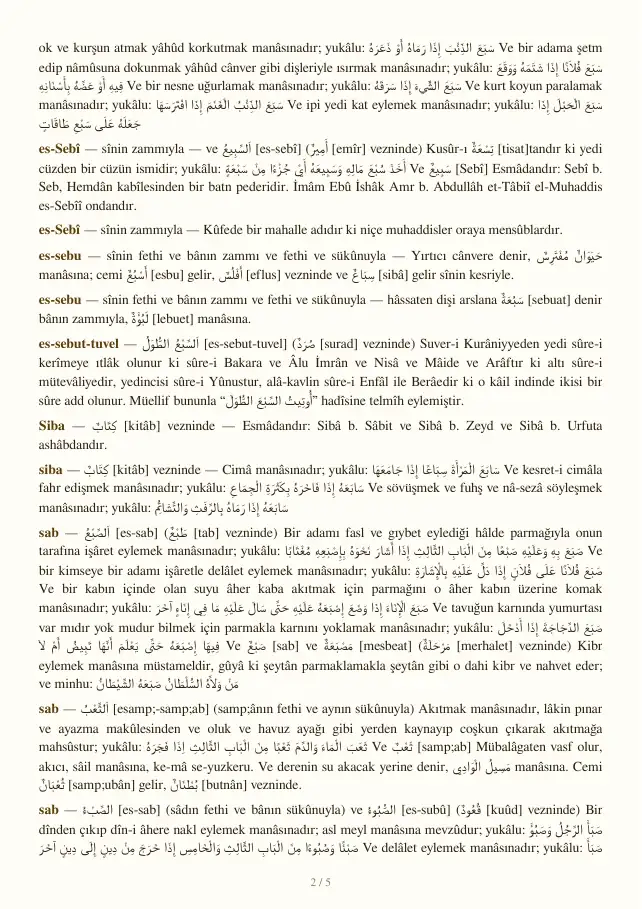 ok ve kurşun atmak yâhûd korkutmak manâsınadır; yukâlu: سَبَعَ الذِّئْبَ إِذَا رَمَاهُ أَوْ ذَعَرَهُ Ve bir adama şetm
edip nâmûsuna dokunmak yâhûd cânver gibi dişleriyle ısırmak manâsınadır; yukâlu: سَبَعَ فُلَانًا إِذَا شَتَمَهُ وَوَقَعَ
فِيهِ أَوْ عَضَّهُ بِأَسْنَانِهِ Ve bir nesne uğurlamak manâsınadır; yukâlu: سَبَعَ الشَّيْءَ إِذَا سَرَقَهُ Ve kurt koyun paralamak
manâsınadır; yukâlu: سَبَعَ الذِّئْبُ الْغَنَمَ إِذَا افْتَرَسَهَا Ve ipi yedi kat eylemek manâsınadır; yukâlu: سَبَعَ الْحَبْلَ إِذَا
جَعَلَهُ عَلَى سَبْعِ طَاقَاتٍ
es-Sebî — sînin zammıyla — ve اَلسَّبِيعُ [es-sebî] (أَمِيرٌ [emîr] vezninde) Kusûr-ı تِسْعَةٌ [tisat]tandır ki yedi
cüzden bir cüzün ismidir; yukâlu: أَخَذَ سُبُعَ مَالِهِ وَسَبِيعَهُ أَيْ جُزْءًا مِنْ سَبْعَةٍ Ve سَبِيعٌ [Sebî] Esmâdandır: Sebî b.
Seb, Hemdân kabîlesinden bir batn pederidir. İmâm Ebû İshâk Amr b. Abdullâh et-Tâbiî el-Muhaddis
es-Sebîî ondandır.
es-Sebî — sînin zammıyla — Kûfede bir mahalle adıdır ki niçe muhaddisler oraya mensûblardır.
es-sebu — sînin fethi ve bânın zammı ve fethi ve sükûnuyla — Yırtıcı cânvere denir, حَيَوَانٌ مُفْتَرِسٌ
manâsına; cemi أَسْبُعٌ [esbu] gelir, أَفْلُسٌ [eflus] vezninde ve سِبَاعٌ [sibâ] gelir sînin kesriyle.
es-sebu — sînin fethi ve bânın zammı ve fethi ve sükûnuyla — hâssaten dişi arslana سَبُعَةٌ [sebuat] denir
bânın zammıyla, لَبُؤَةٌ [lebuet] manâsına.
es-sebut-tuvel — اَلسَّبْعُ الطُّوَلُ [es-sebut-tuvel] (صُرَدٌ [surad] vezninde) Suver-i Kurâniyyeden yedi sûre-i
kerîmeye ıtlâk olunur ki sûre-i Bakara ve Âlu İmrân ve Nisâ ve Mâide ve Arâftır ki altı sûre-i
mütevâliyedir, yedincisi sûre-i Yûnustur, alâ-kavlin sûre-i Enfâl ile Berâedir ki o kâil indinde ikisi bir
sûre add olunur. Müellif bununla “أُوتِيتُ السَّبْعَ الطُّوَلَ” hadîsine telmîh eylemiştir.
Siba — كِتَابٌ [kitâb] vezninde — Esmâdandır: Sibâ b. Sâbit ve Sibâ b. Zeyd ve Sibâ b. Urfuta
ashâbdandır.
siba — كِتَابٌ [kitâb] vezninde — Cimâ manâsınadır; yukâlu: سَابَعَ الْمَرْأَةَ سِبَاعًا إِذَا جَامَعَهَا Ve kesret-i cimâla
fahr edişmek manâsınadır; yukâlu: سَابَعَهُ إِذَا فَاخَرَهُ بِكَثْرَةِ الْجِمَاعِ Ve sövüşmek ve fuhş ve nâ-sezâ söyleşmek
manâsınadır; yukâlu: سَابَعَهُ إِذَا رَمَاهُ بِالرَّفَثِ وَالتَّشَاتُمِ
sab — اَلصَّبْعُ [es-sab] (طَبْعٌ [tab] vezninde) Bir adamı fasl ve gıybet eylediği hâlde parmağıyla onun
tarafına işâret eylemek manâsınadır; yukâlu: صَبَعَ بِهِ وَعَلَيْهِ صَبْعًا مِنَ الْبَابِ الثَّالِثِ إِذَا أَشَارَ نَحْوَهُ بِإِصْبَعِهِ مُغْتَابًا Ve
bir kimseye bir adamı işâretle delâlet eylemek manâsınadır; yukâlu: صَبَعَ فُلَانًا عَلَى فُلَانٍ إِذَا دَلَّ عَلَيْهِ بِالْإِشَارَةِ
Ve bir kabın içinde olan suyu âher kaba akıtmak için parmağını o âher kabın üzerine komak
manâsınadır; yukâlu: صَبَعَ الْإِنَاءَ إِذَا وَضَعَ إِصْبَعَهُ عَلَيْهِ حَتَّى سَالَ عَلَيْهِ مَا فِي إِنَاءٍ آخَرَ Ve tavuğun karnında yumurtası
var mıdır yok mudur bilmek için parmakla karnını yoklamak manâsınadır; yukâlu: صَبَعَ الدَّجَاجَةَ إِذَا أَدْخَلَ
فِيهَا إِصْبَعَهُ حَتَّى يَعْلَمَ أَنَّهَا تَبِيضُ أَمْ لَا Ve صَبْعٌ [sab] ve مَصْبَعَةٌ [mesbeat] (مَرْحَلَةٌ [merhalet] vezninde) Kibr
eylemek manâsına müstameldir, gûyâ ki şeytân parmaklamakla şeytân gibi o dahi kibr ve nahvet eder;
ve minhu: مَنْ وَلَّاهُ السُّلْطَانُ صَبَعَهُ الشَّيْطَانُ
sab — اَلثَّعْبُ [esamp;-samp;ab] (samp;ânın fethi ve aynın sükûnuyla) Akıtmak manâsınadır, lâkin pınar
ve ayazma makûlesinden ve oluk ve havuz ayağı gibi yerden kaynayıp coşkun çıkarak akıtmağa
mahsûstur; yukâlu: ثَعَبَ الْمَاءَ وَالدَّمَ ثَعْبًا مِنَ الْبَابِ الثَّالِثِ إِذَا فَجَرَهُ Ve ثَعْبٌ [samp;ab] Mübalâgaten vasf olur,
akıcı, sâil manâsına, ke-mâ se-yuzkeru. Ve derenin su akacak yerine denir, مَسِيلُ الْوَادِي manâsına. Cemi
ثُعْبَانٌ [samp;ubân] gelir, بُطْنَانٌ [butnân] vezninde.
sab — اَلصَّبْءُ [es-sab] (sâdın fethi ve bânın sükûnuyla) ve الصُّبُوءُ [es-subû] (قُعُودٌ [kuûd] vezninde) Bir
dînden çıkıp dîn-i âhere nakl eylemek manâsınadır; asl meyl manâsına mevzûdur; yukâlu: صَبَأَ الرَّجُلُ وَصَبُؤَ
صَبْئًا وَصُبُوءًا مِنَ الْبَابِ الثَّالِثِ وَالْخَامِسِ إِذَا خَرَجَ مِنْ دِينٍ إِلَى دِينٍ آخَرَ Ve delâlet eylemek manâsınadır; yukâlu: صَبَأَ
2 / 5